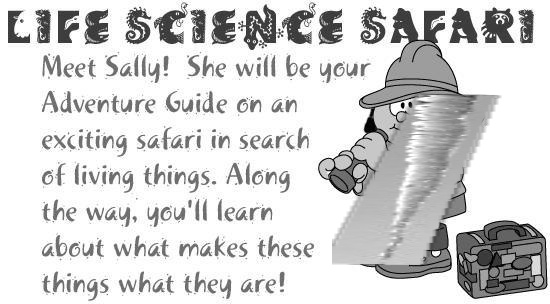 LIFE SCIENCE SAFARI
Meet Sally! She will be your
Adventure Guide on an
exciting safari in search
of living things. Along
the way, you'll learn
about what makes these
things what they are!